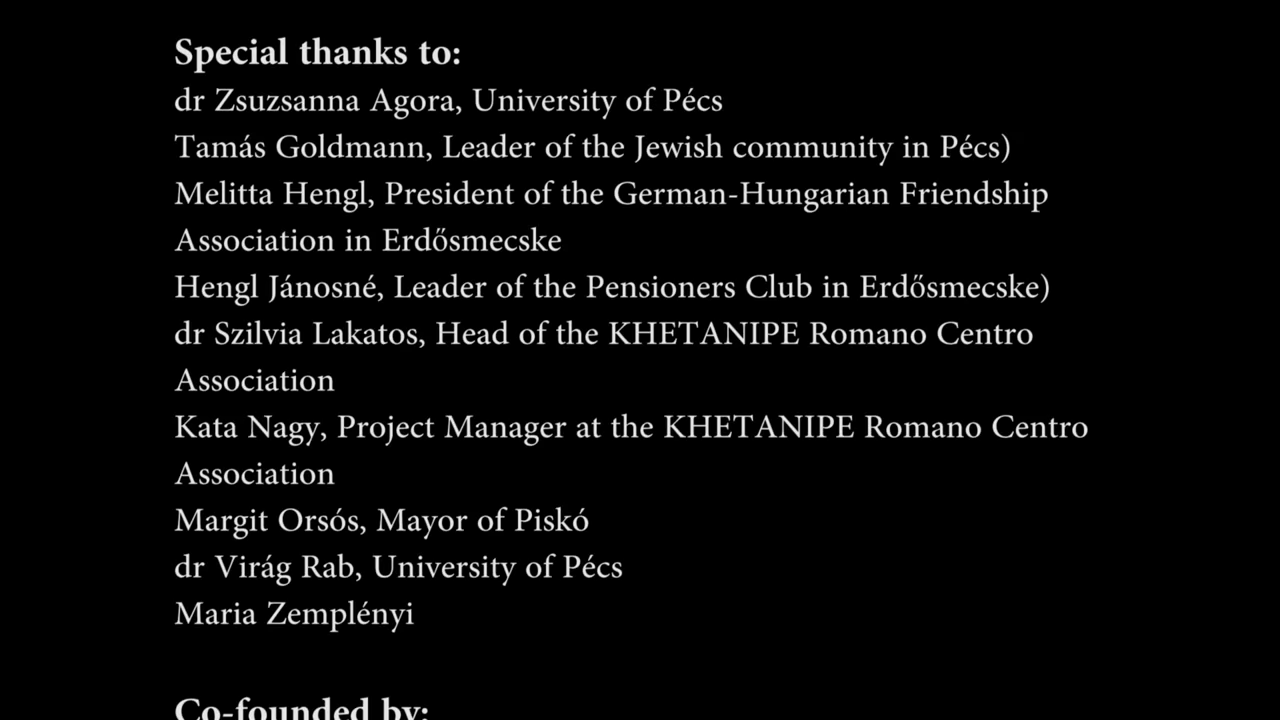 Special thanks to:
dr Zsuzsanna Agora, University of Pécs
Tamás Goldmann, Leader of the Jewish community in Pécs)
Melitta Hengl, President of the German-Hungarian Friendship
Association in Erdősmecske
Hengl Jánosné, Leader of the Pensioners Club in Erdősmecske)
dr Szilvia Lakatos, Head of the KHETANIPE Romano Centro
Association
Kata Nagy, Project Manager at the KHETANIPE Romano Centro
Association
Margit Orsós, Mayor of Piskó
dr Virág Rab, University of Pécs
Maria Zemplényi
Co-founded by: